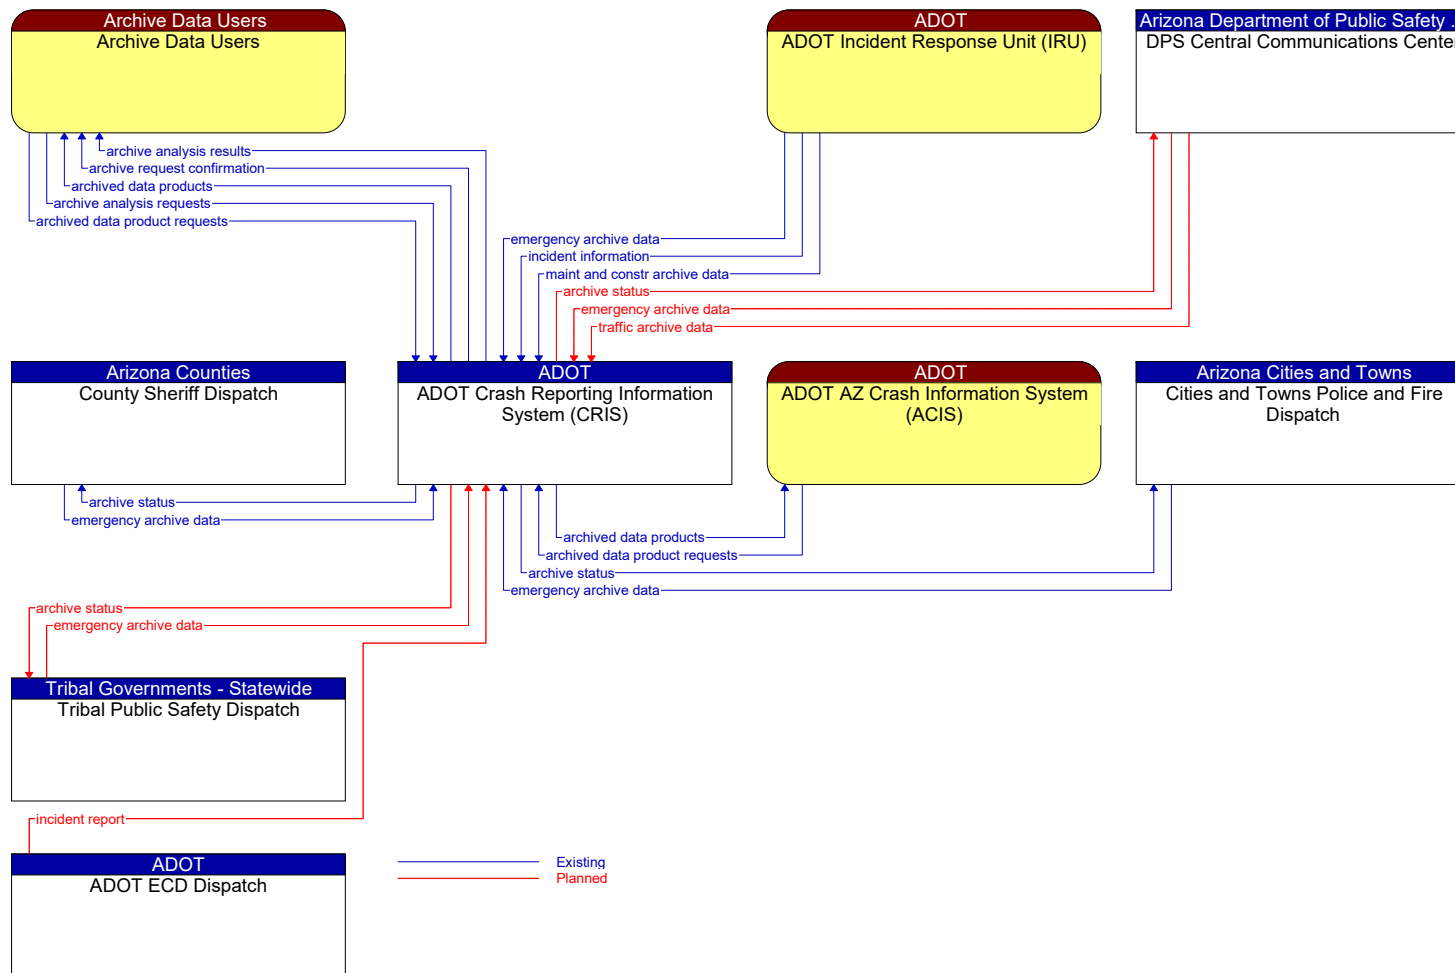 Archive Data Users
Archive Data Users
ADOT
ADOT Incident Response Unit (IRU)
Arizona Department of Public Safety .
DPS Central Communications Cente
archive analysis results
archive request confirmation
archived data products
archive analysis requests
archived data product requests
emergency archive data
incident information
maint and constr archive data
archive status
emergency archive data
traffic archive data
Arizona Counties
County Sheriff Dispatch
ADOT
ADOT Crash Reporting Information
System (CRIS)
ADOT
ADOT AZ Crash Information System
(ACIS)
Arizona Cities and Towns
Cities and Towns Police and Fire
Dispatch
archive status
emergency archive data
archived data products
archived data product requests
archive status
emergency archive data
archive status
emergency archive data
Tribal Governments - Statewide
Tribal Public Safety Dispatch
incident report
ADOT
ADOT ECD Dispatch
Existing
Planned